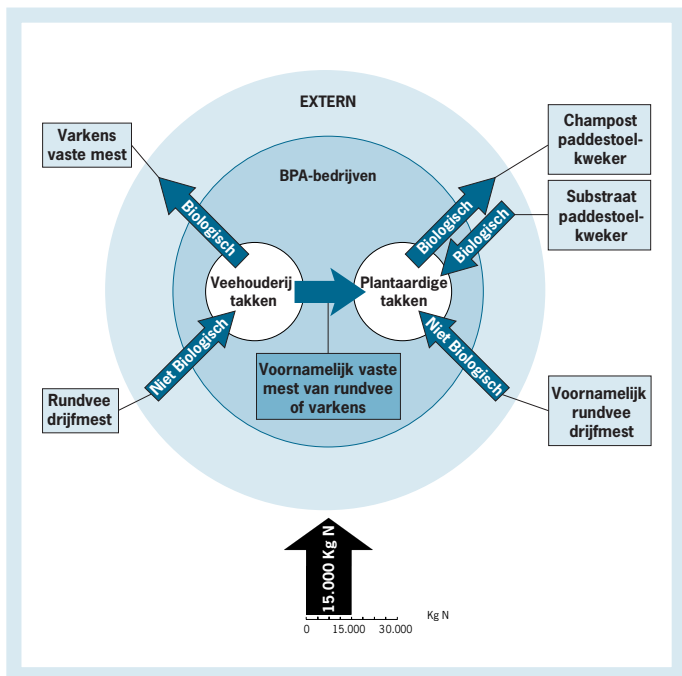 EXTERN
BPA-bedrijven
Varkens
vaste mest
Champost
paddestoel-
kweker
Substraat
paddestoel-
kweker
Biologisch
Biologisch
Biologisch
Veehouderij
takken
Plantaardige
takken
Niet Biologisch
Niet Biologisch
Voornamelijk vaste
mest van rundvee
of varkens
Rundvee
drijfmest
Voornamelijk
rundvee
drijfmest
15.000 Kg N
Kg N
0 15.000 30.000